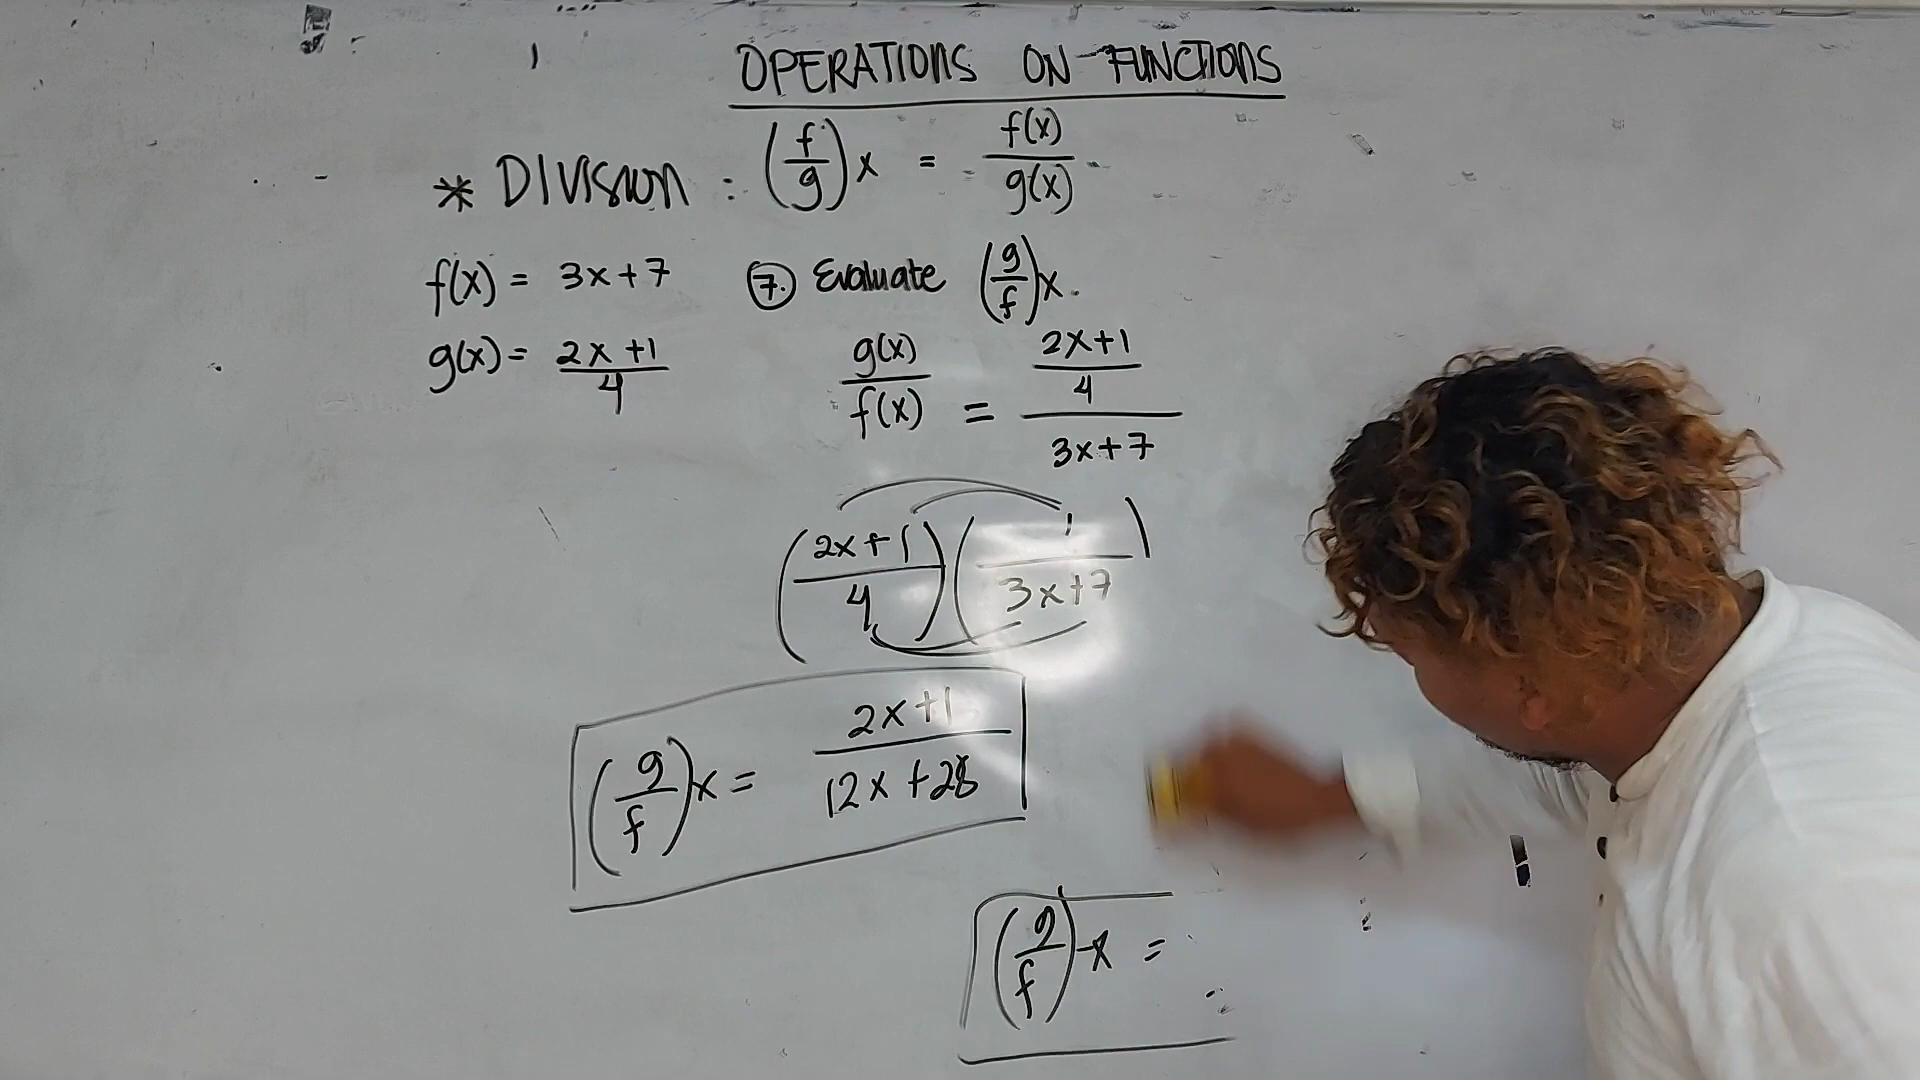 OPERATIONS ON FUNCTIONS
* DIVISION : (f/g)x = f(x)/g(x)
f(x) = 3x+7
g(x) = 2x+1/4
7. Evaluate (g/f)x.
g(x)/f(x) = 2x+1/4/3x+7
(2x+1/4)(1/3x+7)
(g/f)x = 2x+1/12x+28
(g/f)x =